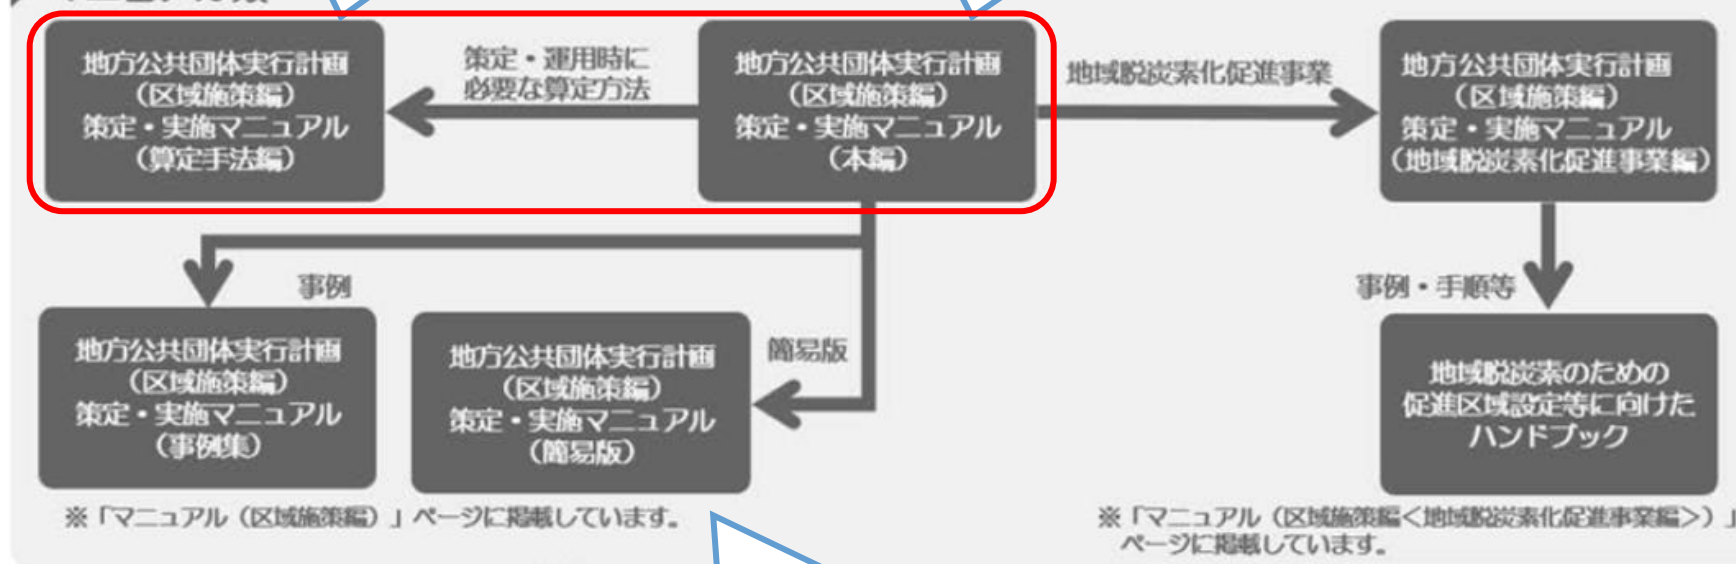 地方公共団体実行計画
（区域施策編）
策定・実施マニュアル
（算定手法編）
策定・運用時に
必要な算定方法
地方公共団体実行計画
（区域施策編）
策定・実施マニュアル
（本編）
地域脱炭素化促進事業
地方公共団体実行計画
（区域施策編）
策定・実施マニュアル
（地域脱炭素化促進事業編）
事例
地方公共団体実行計画
（区域施策編）
策定・実施マニュアル
（事例集）
地方公共団体実行計画
（区域施策編）
策定・実施マニュアル
（簡易版）
簡易版
事例・手順等
地域脱炭素のための
促進区域設定等に向けた
ハンドブック
※「マニュアル（区域施策編）」ページに掲載しています。
※「マニュアル（区域施策編＜地域脱炭素化促進事業編＞）」
ページに掲載しています。